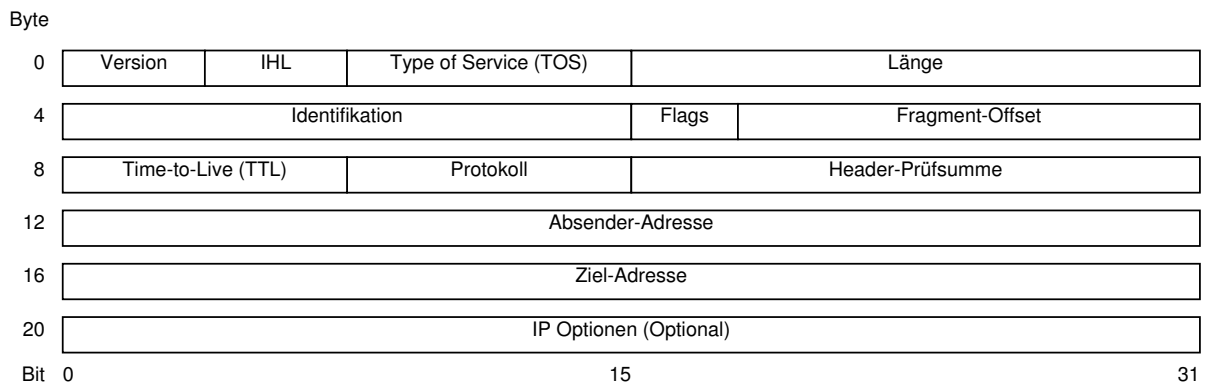 Byte
0 Version IHL Type of Service (TOS) Länge
4 Identifikation Flags Fragment-Offset
8 Time-to-Live (TTL) Protokoll Header-Prüfsumme
12 Absender-Adresse
16 Ziel-Adresse
20 IP Optionen (Optional)
Bit 0 15 31